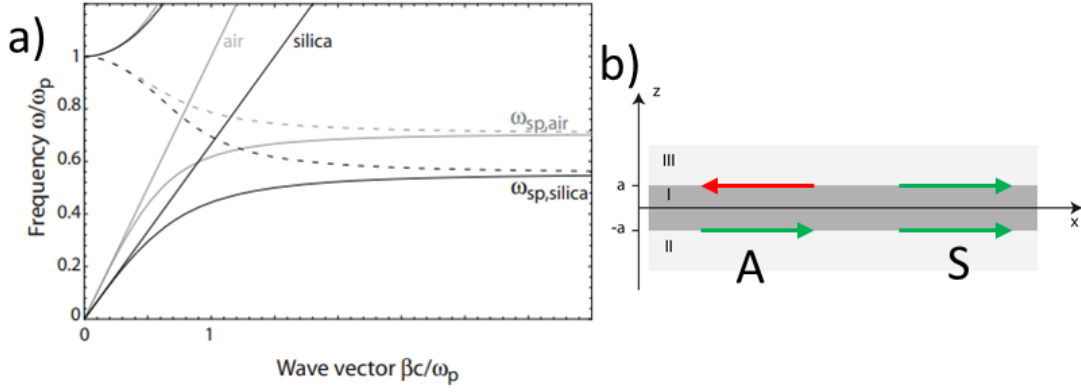 a)
Frequency ω/ωp
1
0.8
0.6
0.4
0.2
0
0
1
Wave vector βc/ωp
air
silica
ωsp,air
ωsp,silica
b)
z
III
a
I
x
-a
II
A
S